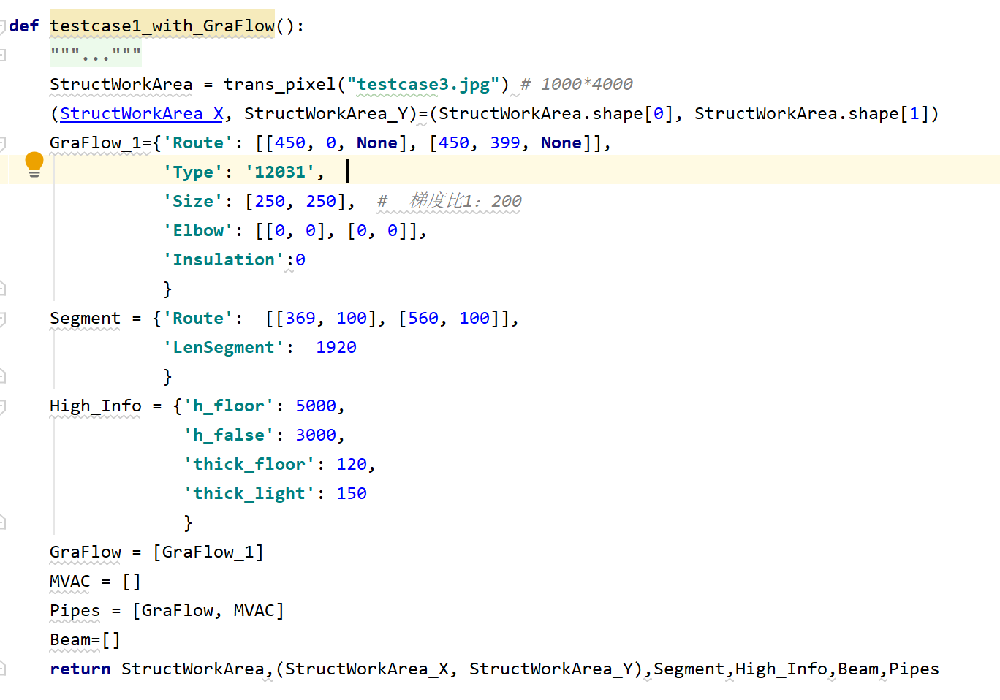 def testcase1_with_GraFlow():
    """..."""
    StructWorkArea = trans_pixel("testcase3.jpg") # 1000*4000
    (StructWorkArea_X, StructWorkArea_Y)=(StructWorkArea.shape[0], StructWorkArea.shape[1])
    GraFlow_1={'Route': [[450, 0, None], [450, 399, None]],
               'Type': '12031',
               'Size': [250, 250],  #  梯度比1：200
               'Elbow': [[0, 0], [0, 0]],
               'Insulation':0
               }
    Segment = {'Route':  [[369, 100], [560, 100]],
               'LenSegment':  1920
               }
    High_Info = {'h_floor': 5000,
                 'h_false': 3000,
                 'thick_floor': 120,
                 'thick_light': 150
                 }
    GraFlow = [GraFlow_1]
    MVAC = []
    Pipes = [GraFlow, MVAC]
    Beam=[]
    return StructWorkArea,(StructWorkArea_X, StructWorkArea_Y),Segment,High_Info,Beam,Pipes